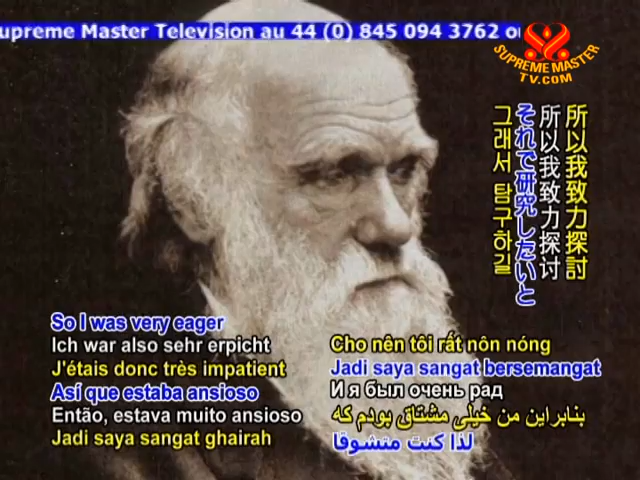 upreme Master Television au 44 (0) 845 094 3762 o
SUPREME MASTER
TV.COM
所以我致力探討
所以我致力探讨
それで研究したいと
그래서 탐구하길
So I was very eager
Ich war also sehr erpicht
J'étais donc très impatient
Así que estaba ansioso
Então, estava muito ansioso
Jadi saya sangat ghairah
Cho nên tôi rất nôn nóng
Jadi saya sangat bersemangat
И я был очень рад
بنابراین من خیلی مشتاق بودم که
لذا كنت متشوقا